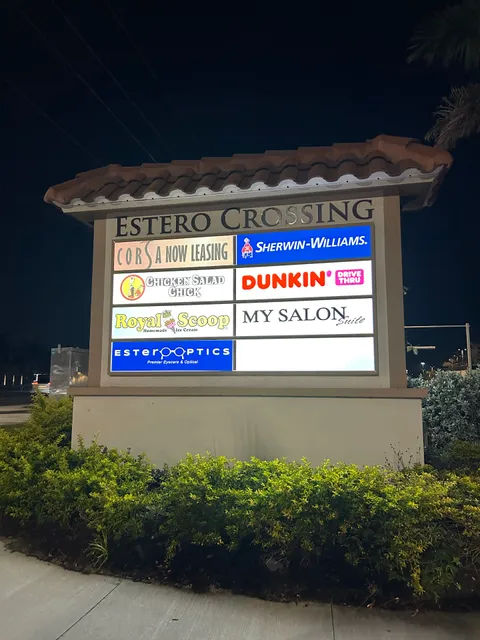 ESTERO CROSSING
CORSA NOW LEASING
SHERWIN-WILLIAMS.
CHICKEN SALAD
CHICK
DUNKIN'
DRIVE
THRU
Royal Scoop
Homemade Ice Cream
MY SALON
Suite
ESTEROOPTICS
Premier Eyecare & Optical